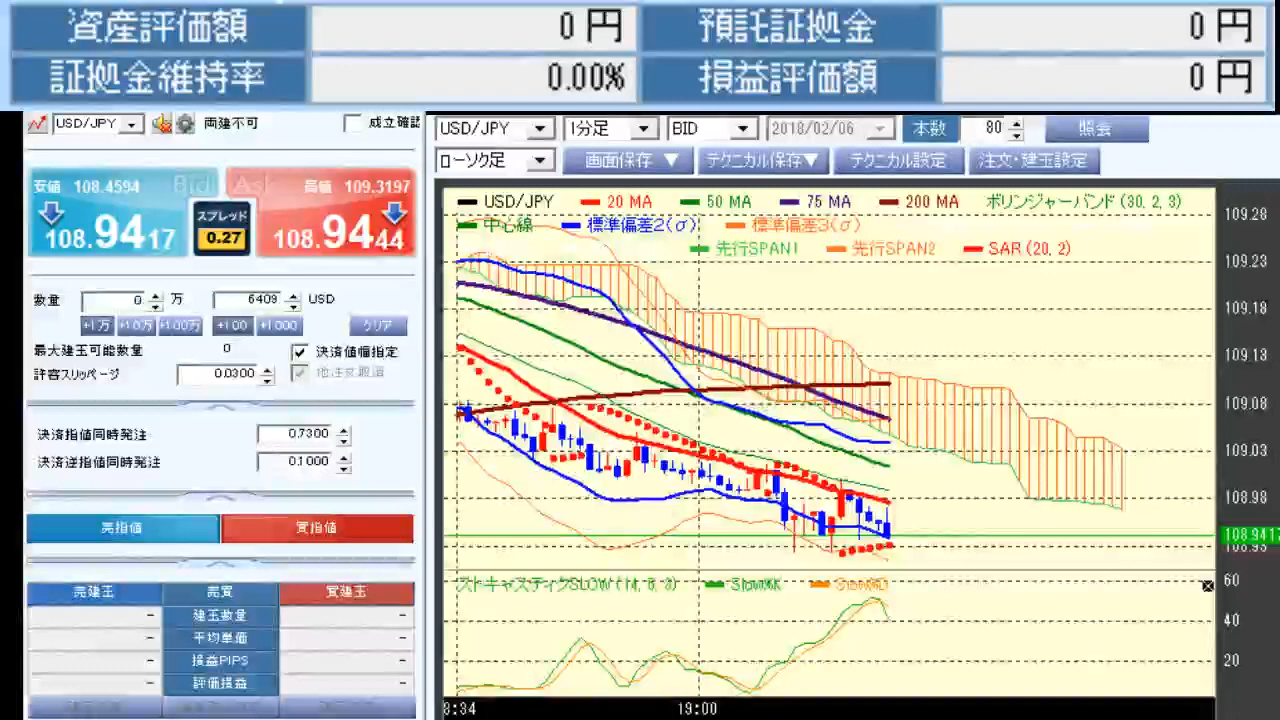 資産評価額 0 円 預託証拠金 0 円
証拠金維持率 0.00% 損益評価額 0 円
USD/JPY 両建不可 成立確認
安値 108.4594 Bid Ask 高値 109.3197
スプレッド
108.9417 0.27 108.9444
数量 0 万 6409 USD
+1万 +10万 +100万 +100 +1000 クリア
最大建玉可能数量 0 決済値幅指定
許容スリッページ 0.0300 他注文取消
決済指値同時発注 0.7300
決済逆指値同時発注 0.1000
売指値 買指値
売建玉 売買 買建玉
- 建玉数量 -
- 平均単価 -
- 損益PIPS -
- 評価損益 -
USD/JPY 1分足 BID 2018/02/06 本数 80 照会
ローソク足 画面保存 ▼ テクニカル保存▼ テクニカル設定 注文・建玉設定
USD/JPY 20 MA 50 MA 75 MA 200 MA ボリンジャーバンド (30, 2, 3)
中心線 標準偏差2(σ) 標準偏差3(σ)
先行SPAN1 先行SPAN2 SAR (20, 2)
109.28
109.23
109.18
109.13
109.08
109.03
108.98
108.9417
108.93
ストキャスティクSLOW (14, 5, 3) Slow%K Slow%D
60
40
20
8:34 19:00